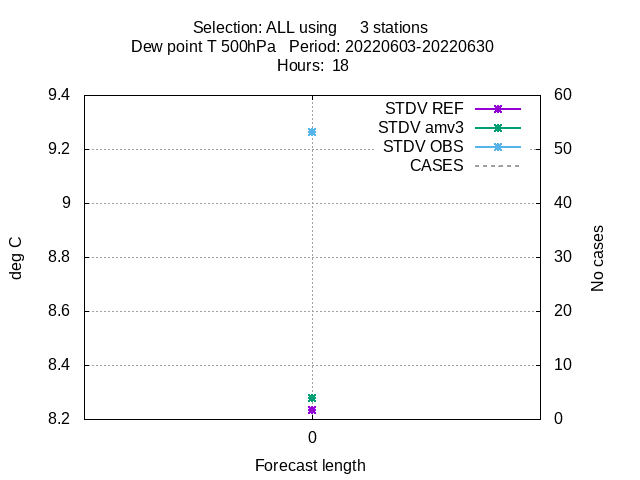 Selection: ALL using     3 stations
Dew point T 500hPa   Period: 20220603-20220630
Hours:  18
9.4
9.2
9
8.8
8.6
8.4
8.2
60
50
40
30
20
10
0
STDV REF
STDV amv3
STDV OBS
CASES
deg C
No cases
0
Forecast length